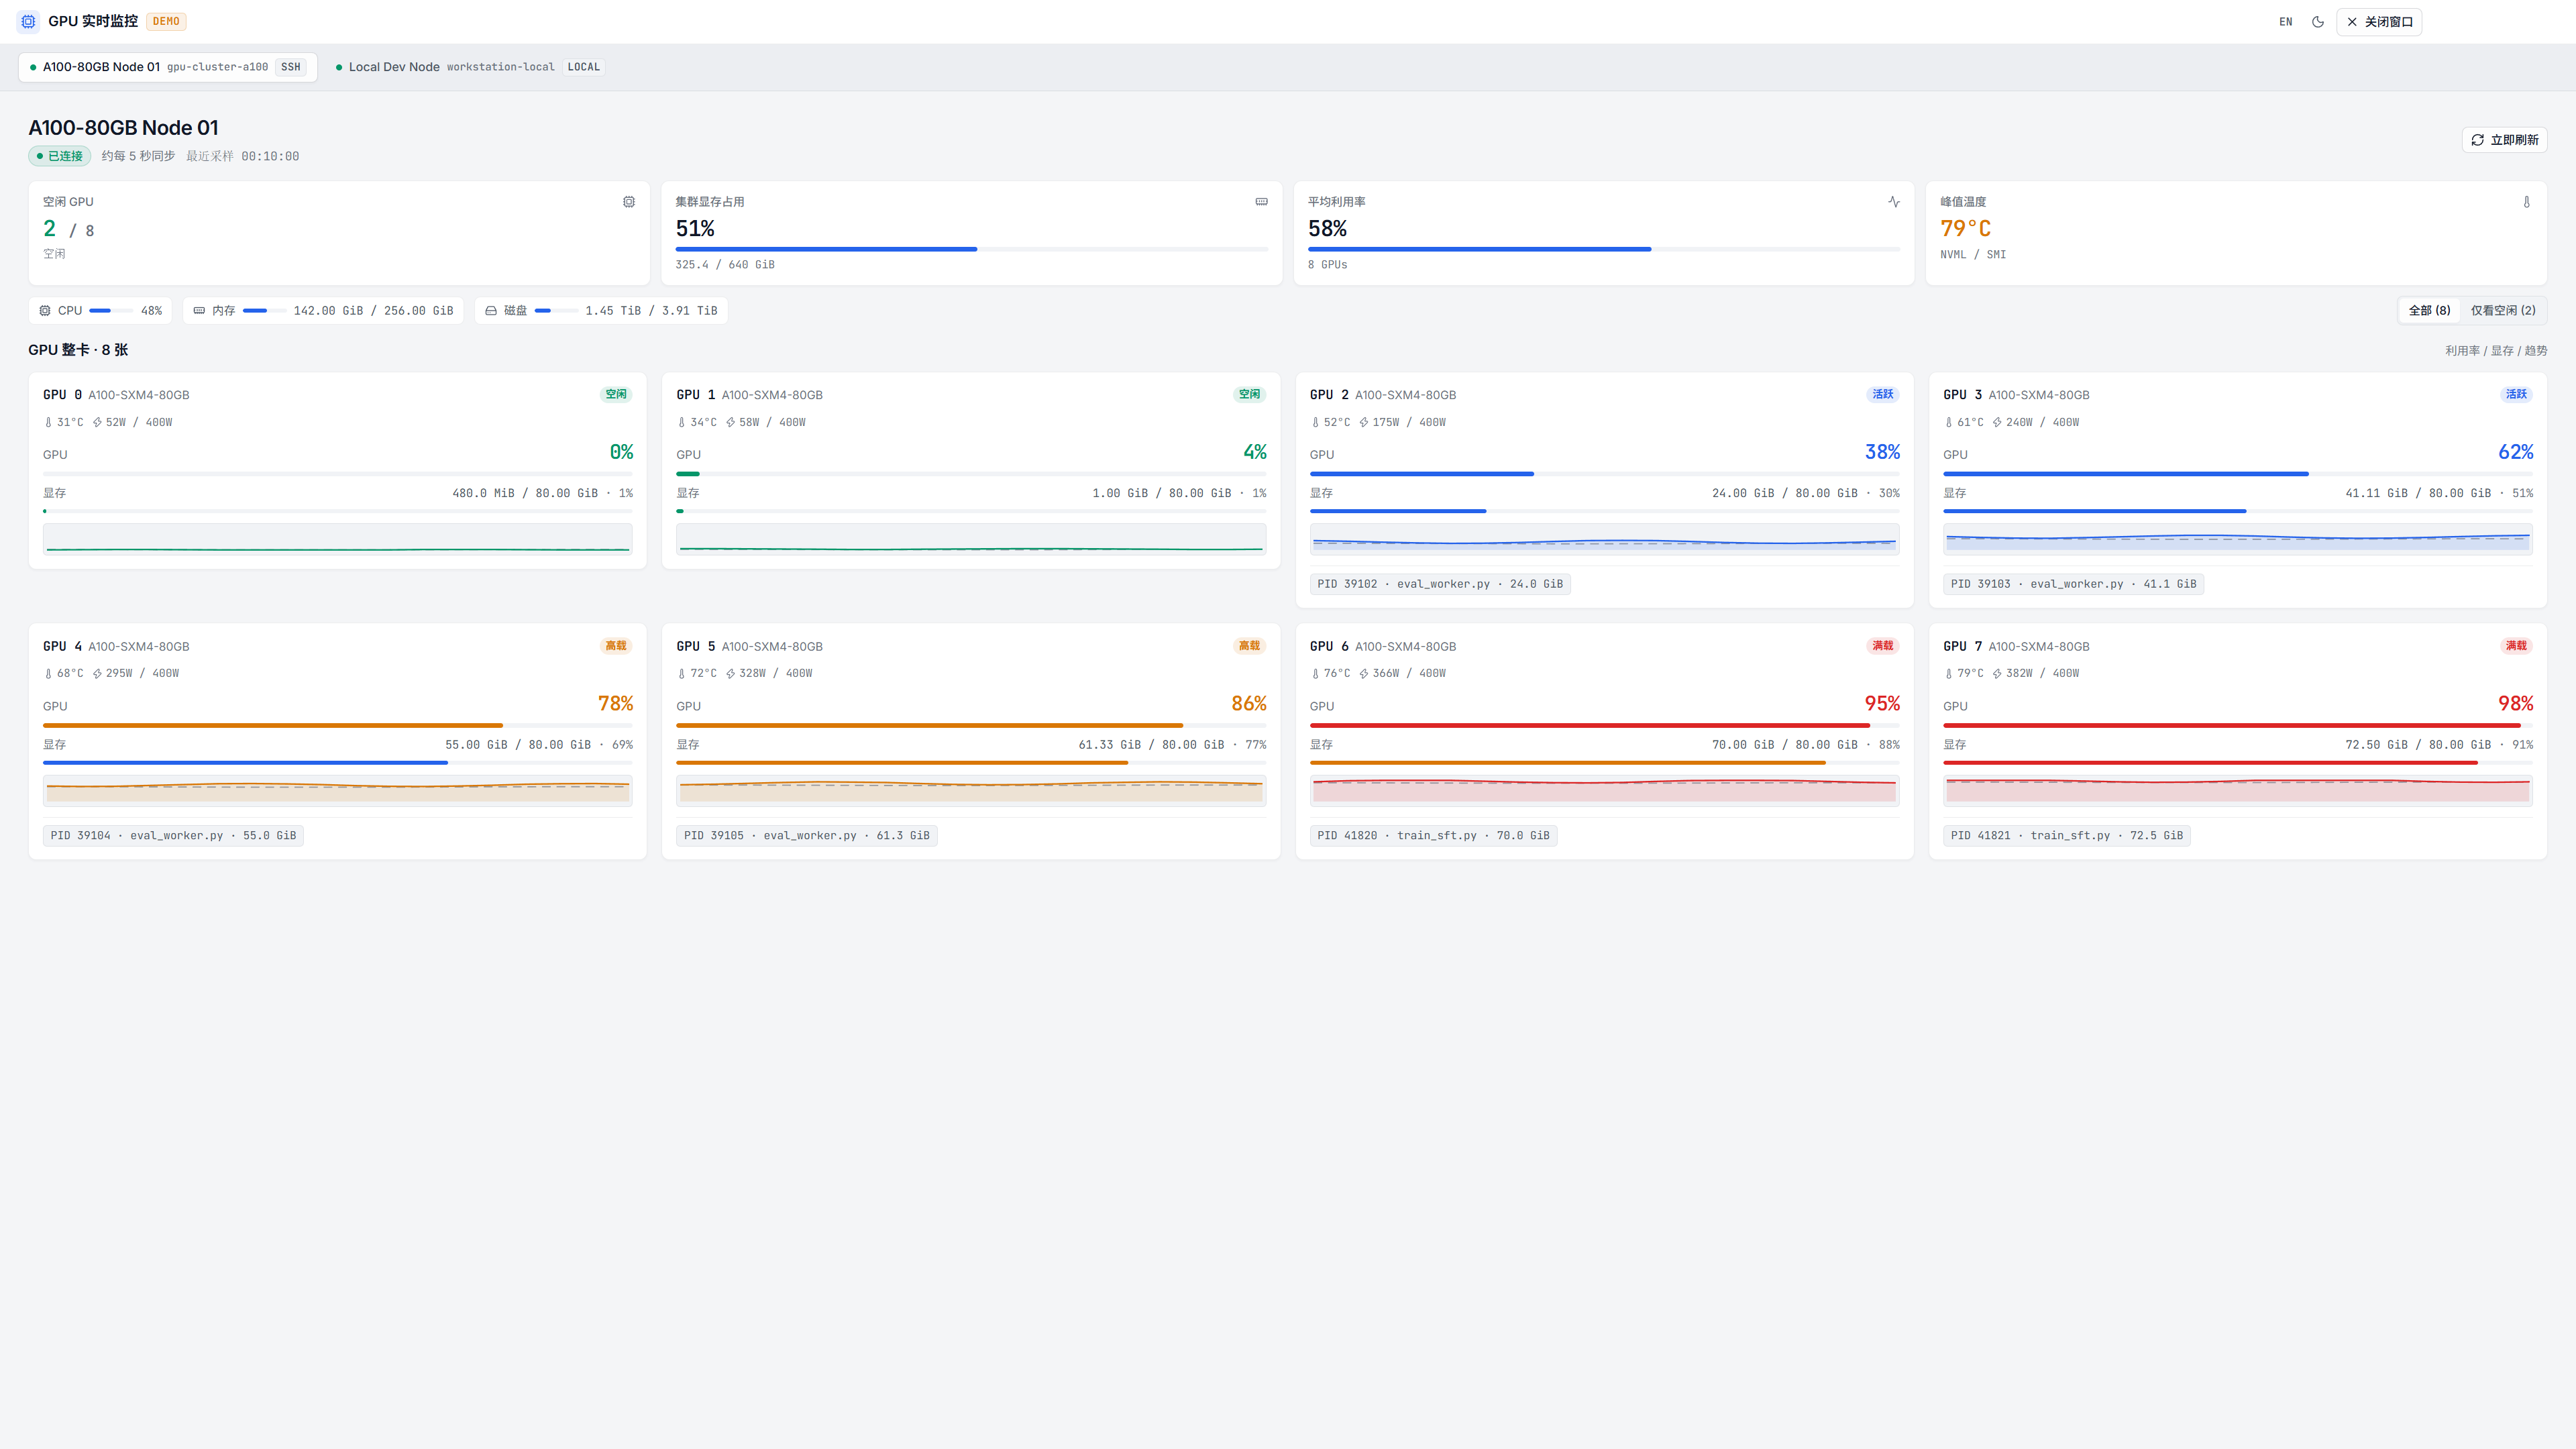 GPU 实时监控 DEMO
EN 关闭窗口
A100-80GB Node 01 gpu-cluster-a100 SSH Local Dev Node workstation-local LOCAL
A100-80GB Node 01
已连接 约每 5 秒同步 最近采样 00:10:00
立即刷新
空闲 GPU
2 / 8
空闲
集群显存占用
51%
325.4 / 640 GiB
平均利用率
58%
8 GPUs
峰值温度
79°C
NVML / SMI
CPU 48% 内存 142.00 GiB / 256.00 GiB 磁盘 1.45 TiB / 3.91 TiB
全部 (8) 仅看空闲 (2)
GPU 整卡 · 8 张
利用率 / 显存 / 趋势
GPU 0 A100-SXM4-80GB 空闲
31°C 52W / 400W
GPU 0%
显存 480.0 MiB / 80.00 GiB · 1%
GPU 1 A100-SXM4-80GB 空闲
34°C 58W / 400W
GPU 4%
显存 1.00 GiB / 80.00 GiB · 1%
GPU 2 A100-SXM4-80GB 活跃
52°C 175W / 400W
GPU 38%
显存 24.00 GiB / 80.00 GiB · 30%
PID 39102 · eval_worker.py · 24.0 GiB
GPU 3 A100-SXM4-80GB 活跃
61°C 240W / 400W
GPU 62%
显存 41.11 GiB / 80.00 GiB · 51%
PID 39103 · eval_worker.py · 41.1 GiB
GPU 4 A100-SXM4-80GB 高载
68°C 295W / 400W
GPU 78%
显存 55.00 GiB / 80.00 GiB · 69%
PID 39104 · eval_worker.py · 55.0 GiB
GPU 5 A100-SXM4-80GB 高载
72°C 328W / 400W
GPU 86%
显存 61.33 GiB / 80.00 GiB · 77%
PID 39105 · eval_worker.py · 61.3 GiB
GPU 6 A100-SXM4-80GB 满载
76°C 366W / 400W
GPU 95%
显存 70.00 GiB / 80.00 GiB · 88%
PID 41820 · train_sft.py · 70.0 GiB
GPU 7 A100-SXM4-80GB 满载
79°C 382W / 400W
GPU 98%
显存 72.50 GiB / 80.00 GiB · 91%
PID 41821 · train_sft.py · 72.5 GiB